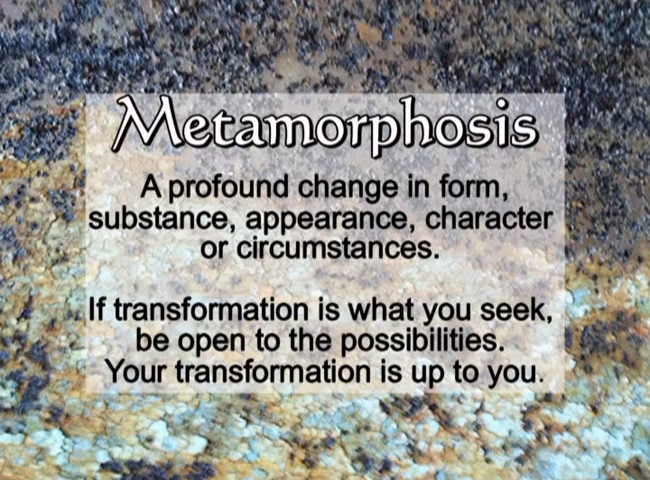 Metamorphosis
A profound change in form,
substance, appearance, character
or circumstances.
If transformation is what you seek,
be open to the possibilities.
Your transformation is up to you.